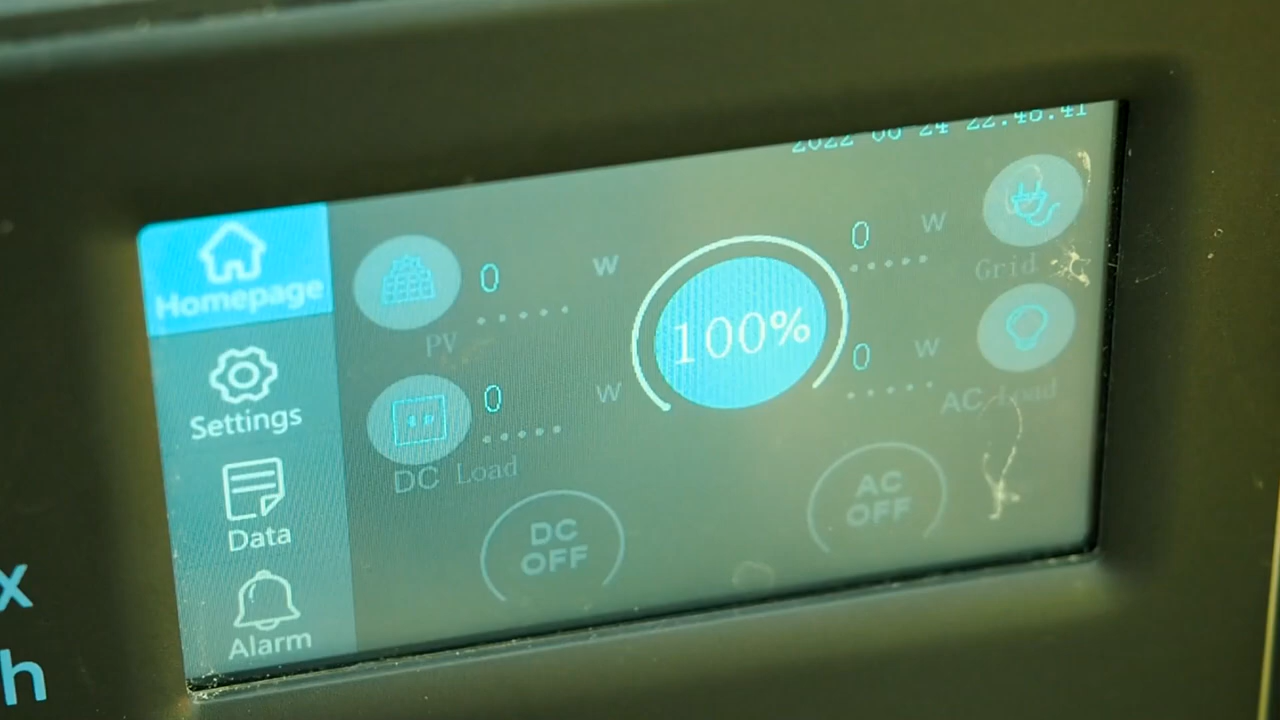 2022 06 24 22:46:41
Homepage
0 W
PV
100%
0 W
Grid
Settings
0 W
DC Load
0 W
AC Load
Data
DC
OFF
AC
OFF
Alarm
x
h